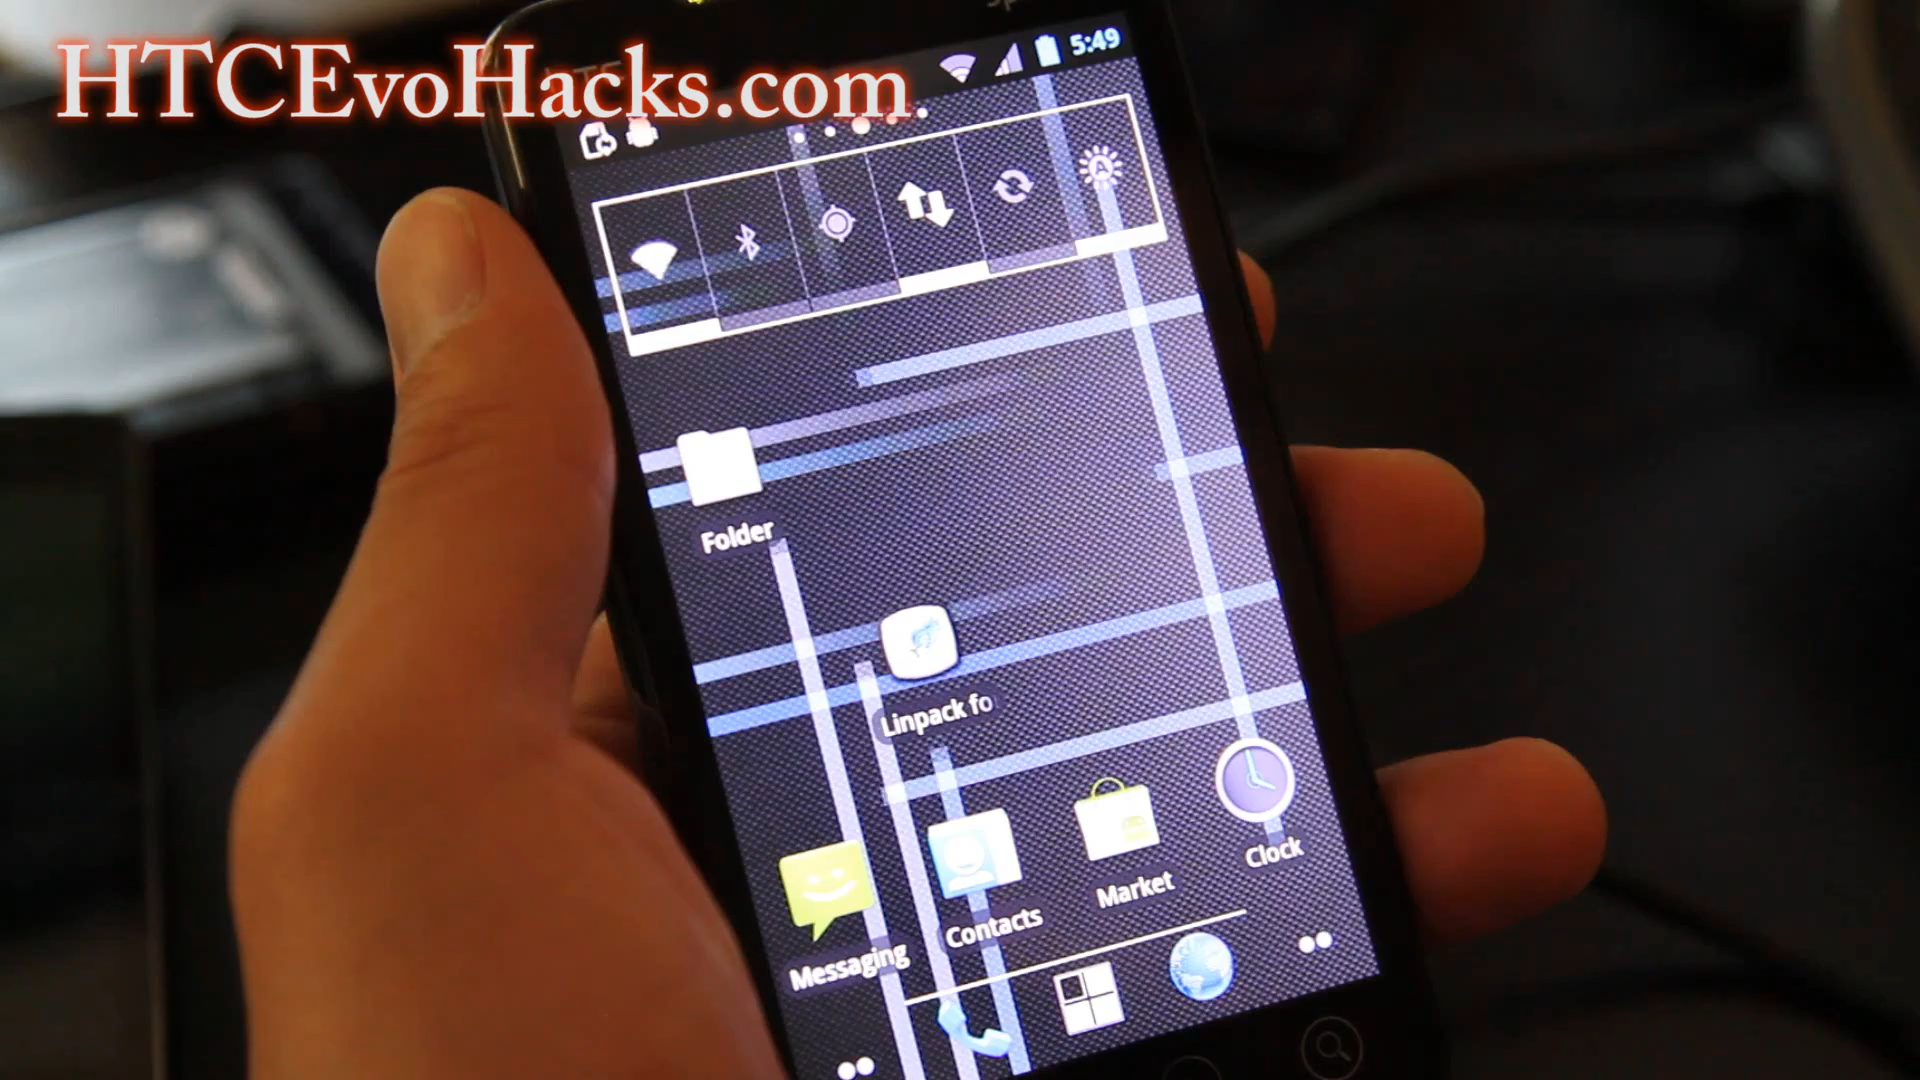 HTCEvoHacks.com
5:49
A
Folder
Linpack fo
Messaging
Contacts
Market
Clock